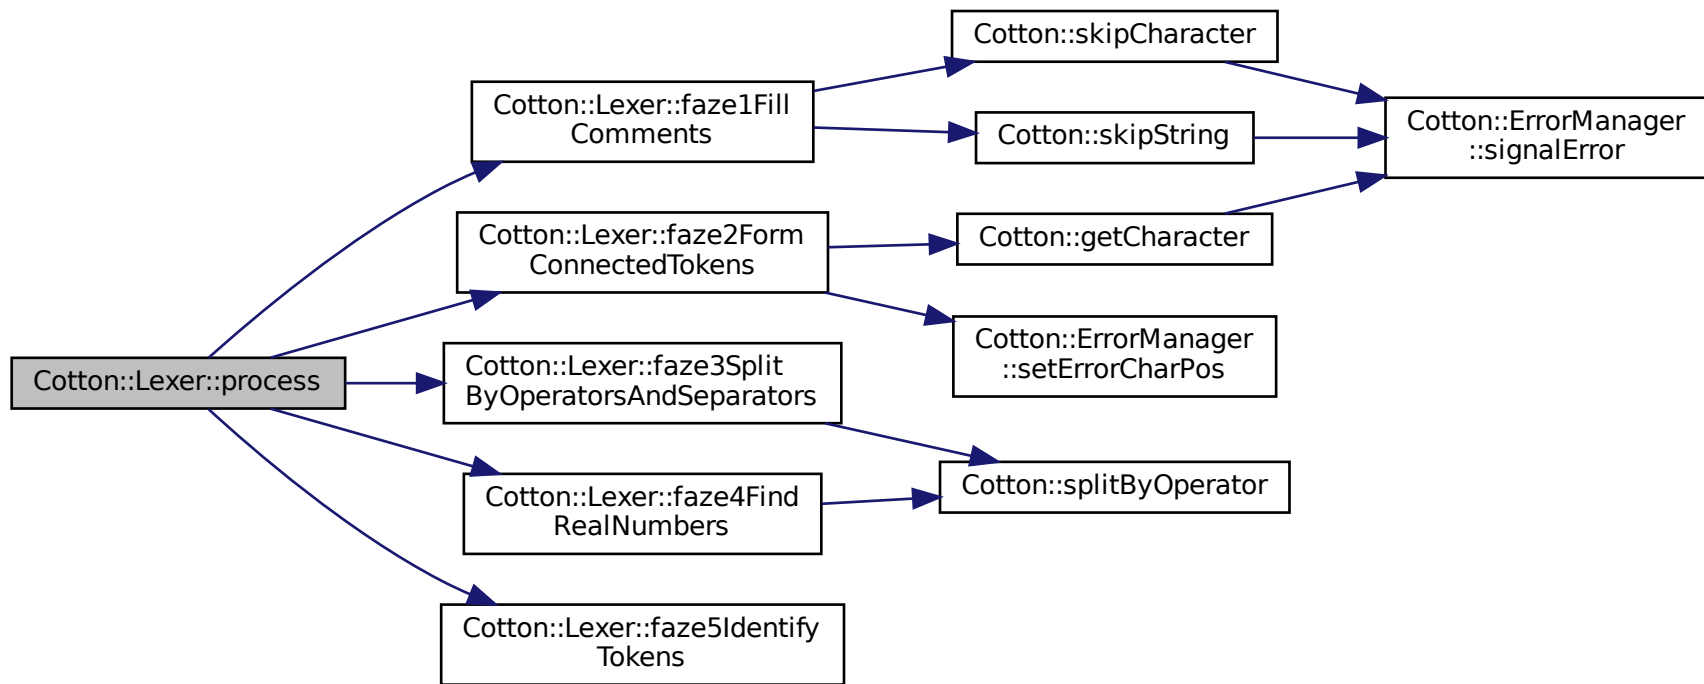 Cotton::Lexer::process
Cotton::Lexer::faze1Fill
Comments
Cotton::skipCharacter
Cotton::skipString
Cotton::ErrorManager
::signalError
Cotton::Lexer::faze2Form
ConnectedTokens
Cotton::getCharacter
Cotton::ErrorManager
::setErrorCharPos
Cotton::Lexer::faze3Split
ByOperatorsAndSeparators
Cotton::splitByOperator
Cotton::Lexer::faze4Find
RealNumbers
Cotton::Lexer::faze5Identify
Tokens